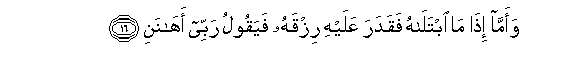 وَأَمَّآ إِذَا مَا ٱبْتَلَىٰهُ فَقَدَرَ عَلَيْهِ رِزْقَهُۥ فَيَقُولُ رَبِّىٓ أَهَـٰنَنِ ﴿١٦﴾